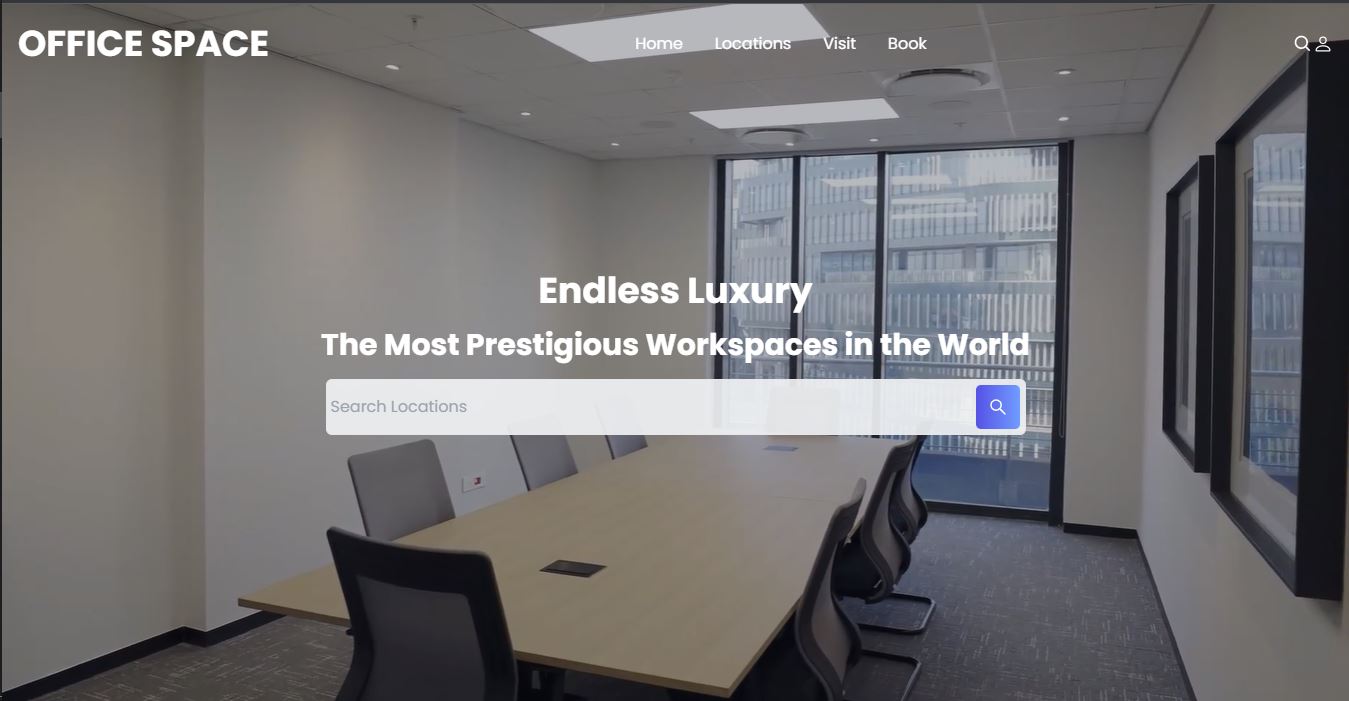 OFFICE SPACE
Home Locations Visit Book
Endless Luxury
The Most Prestigious Workspaces in the World
Search Locations